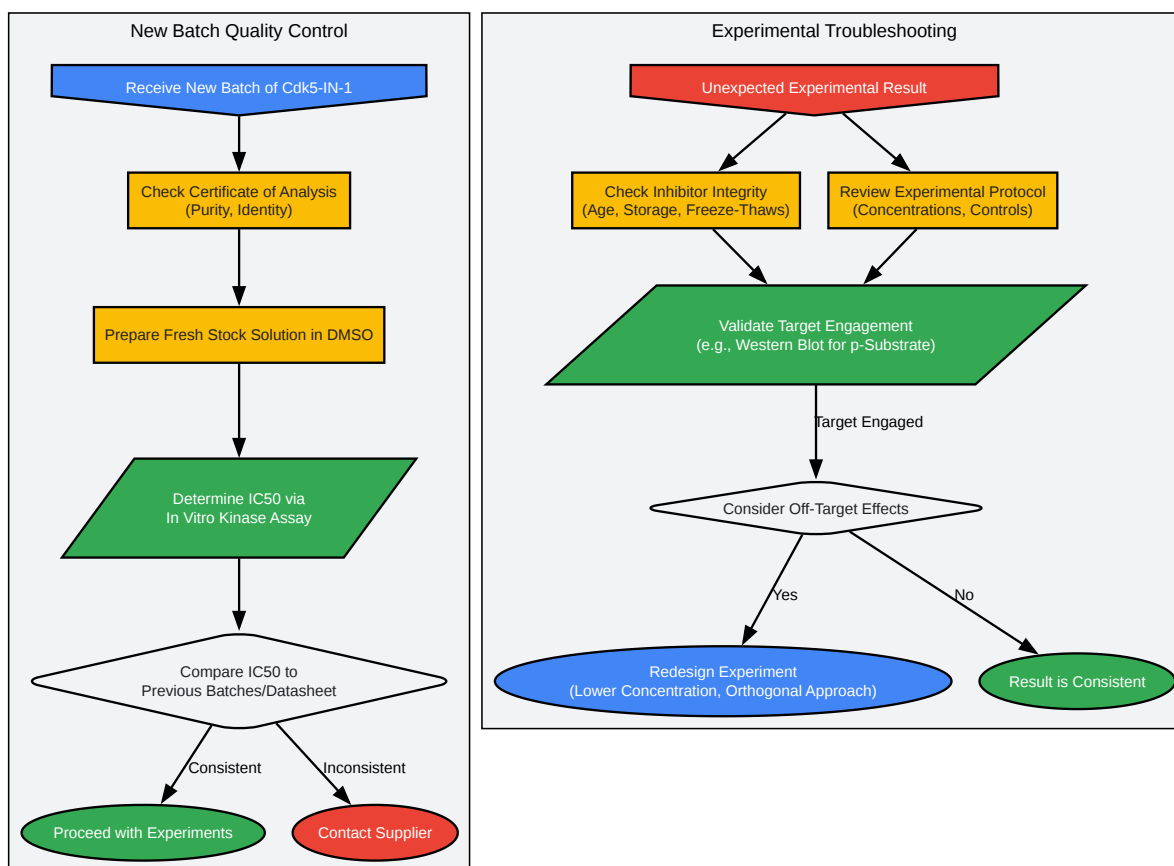 New Batch Quality Control
Receive New Batch of Cdk5-IN-1
Check Certificate of Analysis
(Purity, Identity)
Prepare Fresh Stock Solution in DMSO
Determine IC50 via
In Vitro Kinase Assay
Compare IC50 to
Previous Batches/Datasheet
Consistent
Inconsistent
Proceed with Experiments
Contact Supplier
Experimental Troubleshooting
Unexpected Experimental Result
Check Inhibitor Integrity
(Age, Storage, Freeze-Thaws)
Review Experimental Protocol
(Concentrations, Controls)
Validate Target Engagement
(e.g., Western Blot for p-Substrate)
Target Engaged
Consider Off-Target Effects
Yes
No
Redesign Experiment
(Lower Concentration, Orthogonal Approach)
Result is Consistent